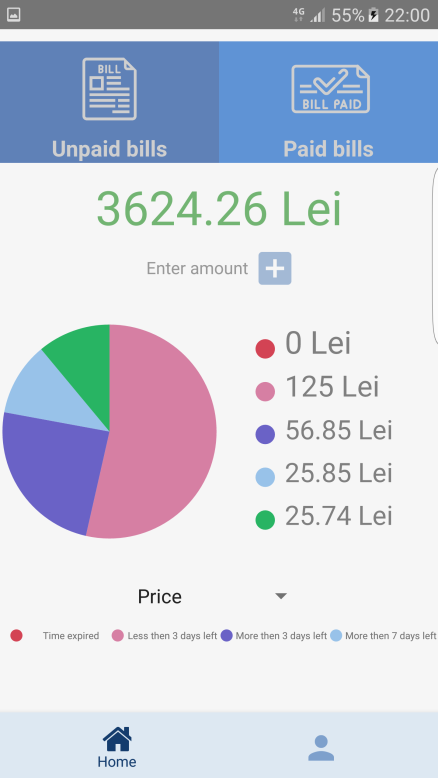 4G 55% 22:00
BILL
BILL PAID
Unpaid bills Paid bills
3624.26 Lei
Enter amount
0 Lei
125 Lei
56.85 Lei
25.85 Lei
25.74 Lei
Price
Time expired Less then 3 days left More then 3 days left More then 7 days left
Home